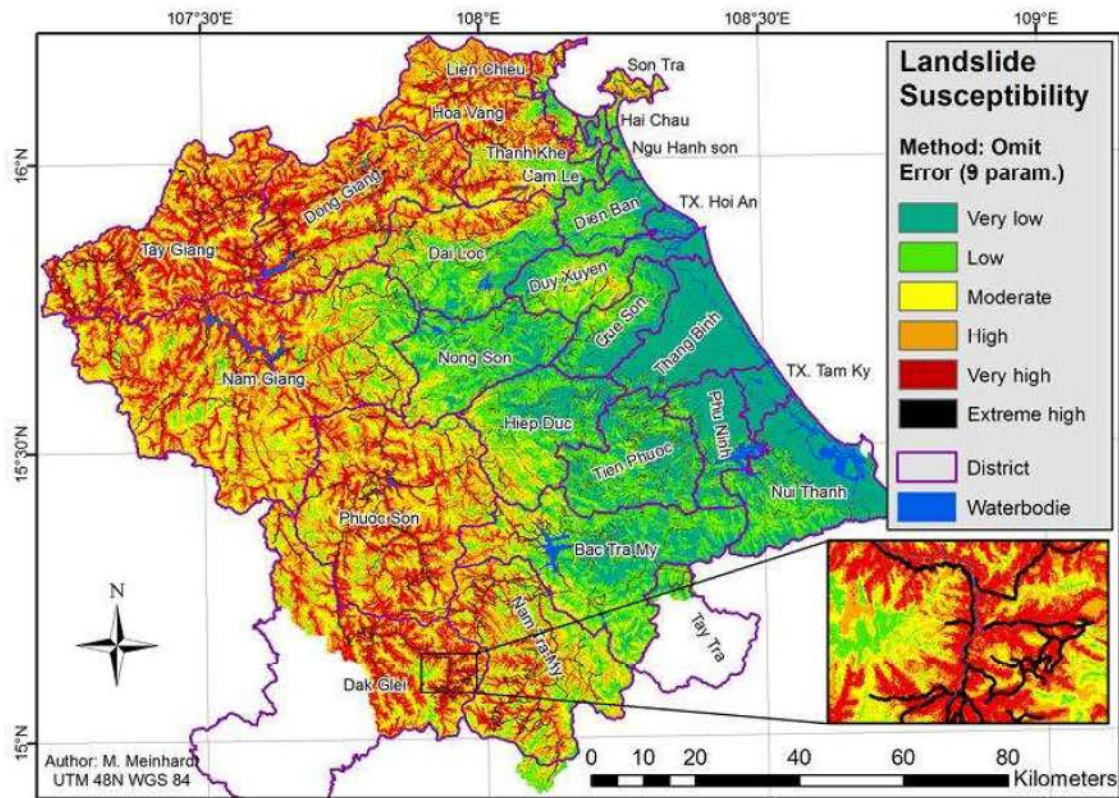 107°30'E 108°E 108°30'E 109°E
16°N
15°30'N
15°N
Landslide
Susceptibility
Method: Omit
Error (9 param.)
Very low
Low
Moderate
High
Very high
Extreme high
District
Waterbodie
Son Tra
Lien Chieu
Hoa Vang
Hai Chau
Thanh Khe
Ngu Hanh son
Cam Le
Dong Giang
Dien Ban
TX. Hoi An
Tay Giang
Dai Loc
Duy Xuyen
Que Son
Thang Binh
Nong Son
TX. Tam Ky
Nam Giang
Hiep Duc
Phu Ninh
Tien Phuoc
Nui Thanh
Phuoc Son
Bac Tra My
N
Nam Tra My
Tay Tra
Dak Glei
Author: M. Meinhardt
UTM 48N WGS 84
0 10 20 40 60 80
Kilometers